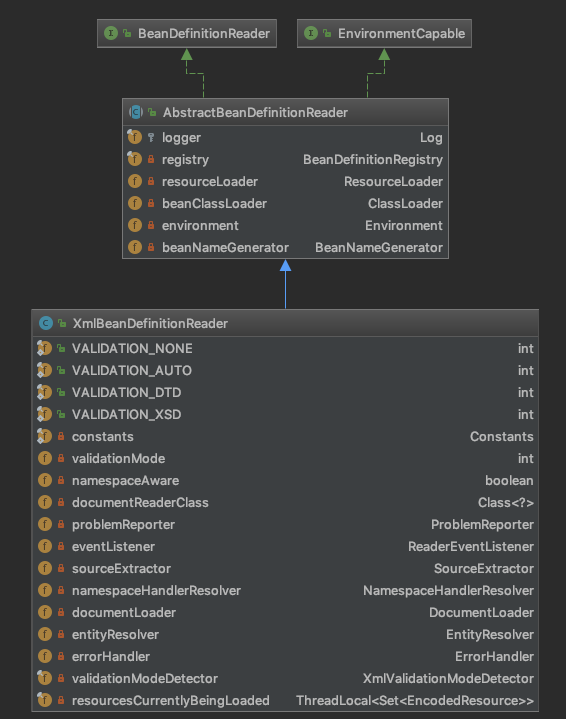 BeanDefinitionReader EnvironmentCapable
AbstractBeanDefinitionReader
logger Log
registry BeanDefinitionRegistry
resourceLoader ResourceLoader
beanClassLoader ClassLoader
environment Environment
beanNameGenerator BeanNameGenerator
XmlBeanDefinitionReader
VALIDATION_NONE int
VALIDATION_AUTO int
VALIDATION_DTD int
VALIDATION_XSD int
constants Constants
validationMode int
namespaceAware boolean
documentReaderClass Class<?>
problemReporter ProblemReporter
eventListener ReaderEventListener
sourceExtractor SourceExtractor
namespaceHandlerResolver NamespaceHandlerResolver
documentLoader DocumentLoader
entityResolver EntityResolver
errorHandler ErrorHandler
validationModeDetector XmlValidationModeDetector
resourcesCurrentlyBeingLoaded ThreadLocal<Set<EncodedResource>>